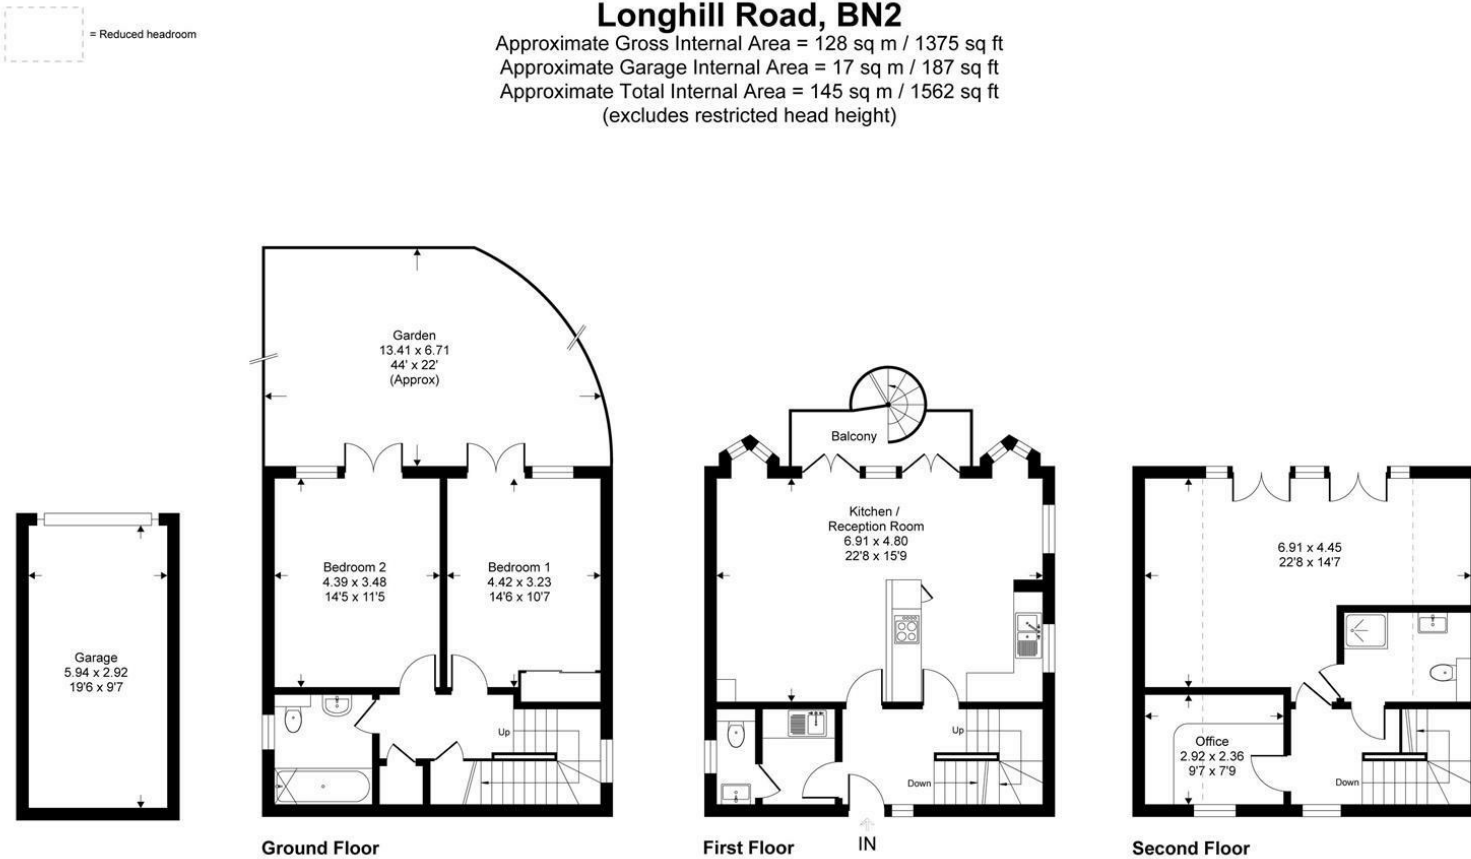 = Reduced headroom
Longhill Road, BN2
Approximate Gross Internal Area = 128 sq m / 1375 sq ft
Approximate Garage Internal Area = 17 sq m / 187 sq ft
Approximate Total Internal Area = 145 sq m / 1562 sq ft
(excludes restricted head height)
Garage
5.94 x 2.92
19'6 x 9'7
Garden
13.41 x 6.71
44' x 22'
(Approx)
Bedroom 2
4.39 x 3.48
14'5 x 11'5
Bedroom 1
4.42 x 3.23
14'6 x 10'7
Up
Ground Floor
Balcony
Kitchen /
Reception Room
6.91 x 4.80
22'8 x 15'9
Up
Down
IN
First Floor
6.91 x 4.45
22'8 x 14'7
Office
2.92 x 2.36
9'7 x 7'9
Down
Second Floor